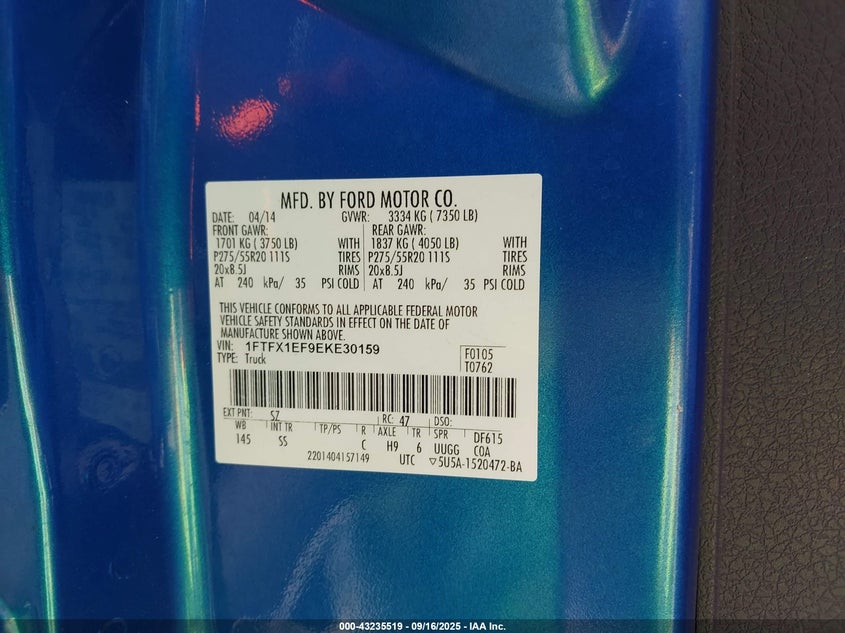 MFD. BY FORD MOTOR CO.
DATE: 04/14 GVWR: 3334 KG ( 7350 LB)
FRONT GAWR: REAR GAWR:
1701 KG ( 3750 LB) WITH 1837 KG ( 4050 LB) WITH
P275/55R20 111S TIRES P275/55R20 111S TIRES
20x8.5J RIMS 20x8.5J RIMS
AT 240 kPa/ 35 PSI COLD AT 240 kPa/ 35 PSI COLD
THIS VEHICLE CONFORMS TO ALL APPLICABLE FEDERAL MOTOR
VEHICLE SAFETY STANDARDS IN EFFECT ON THE DATE OF
MANUFACTURE SHOWN ABOVE.
VIN: 1FTFX1EF9EKE30159 F0105
TYPE: Truck T0762
EXT PNT: SZ RC: 47 DSO:
WB INT TR TP/PS R AXLE TR SPR DF615
145 SS C H9 6 UUGG COA
2201404157149 UTC ▽5U5A-1520472-BA
000-43235519 - 09/16/2025 - IAA Inc.